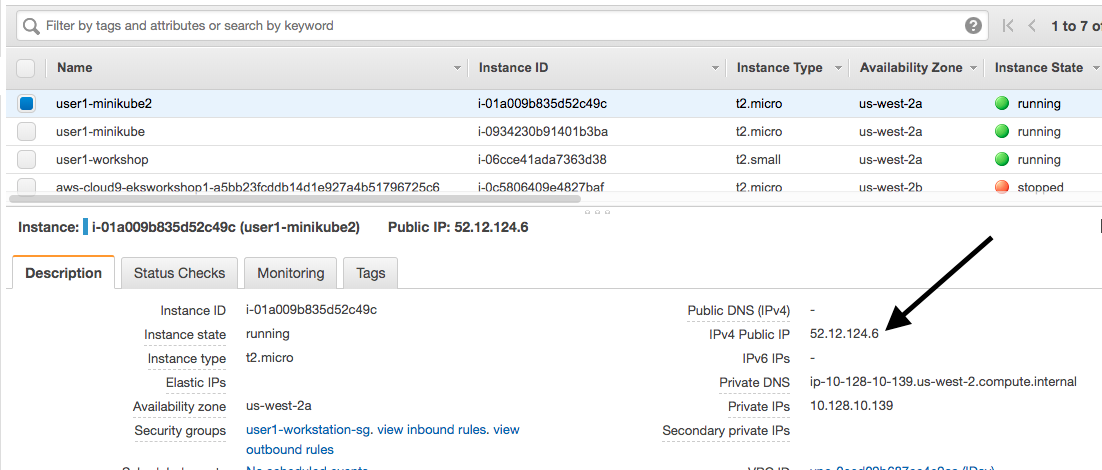 Filter by tags and attributes or search by keyword ? 1 to 7 of
Name Instance ID Instance Type Availability Zone Instance State
user1-minikube2 i-01a009b835d52c49c t2.micro us-west-2a running
user1-minikube i-0934230b91401b3ba t2.micro us-west-2a running
user1-workshop i-06cce41ada7363d38 t2.small us-west-2a running
aws-cloud9-eksworkshop1-a5bb23fcddb14d1e927a4b51796725c6 i-0c5806409e4827baf t2.micro us-west-2b stopped
Instance: i-01a009b835d52c49c (user1-minikube2) Public IP: 52.12.124.6
Description Status Checks Monitoring Tags
Instance ID i-01a009b835d52c49c Public DNS (IPv4) -
Instance state running IPv4 Public IP 52.12.124.6
Instance type t2.micro IPv6 IPs -
Elastic IPs Private DNS ip-10-128-10-139.us-west-2.compute.internal
Availability zone us-west-2a Private IPs 10.128.10.139
Security groups user1-workstation-sg. view inbound rules. view Secondary private IPs
outbound rules
No scheduled events VPC ID